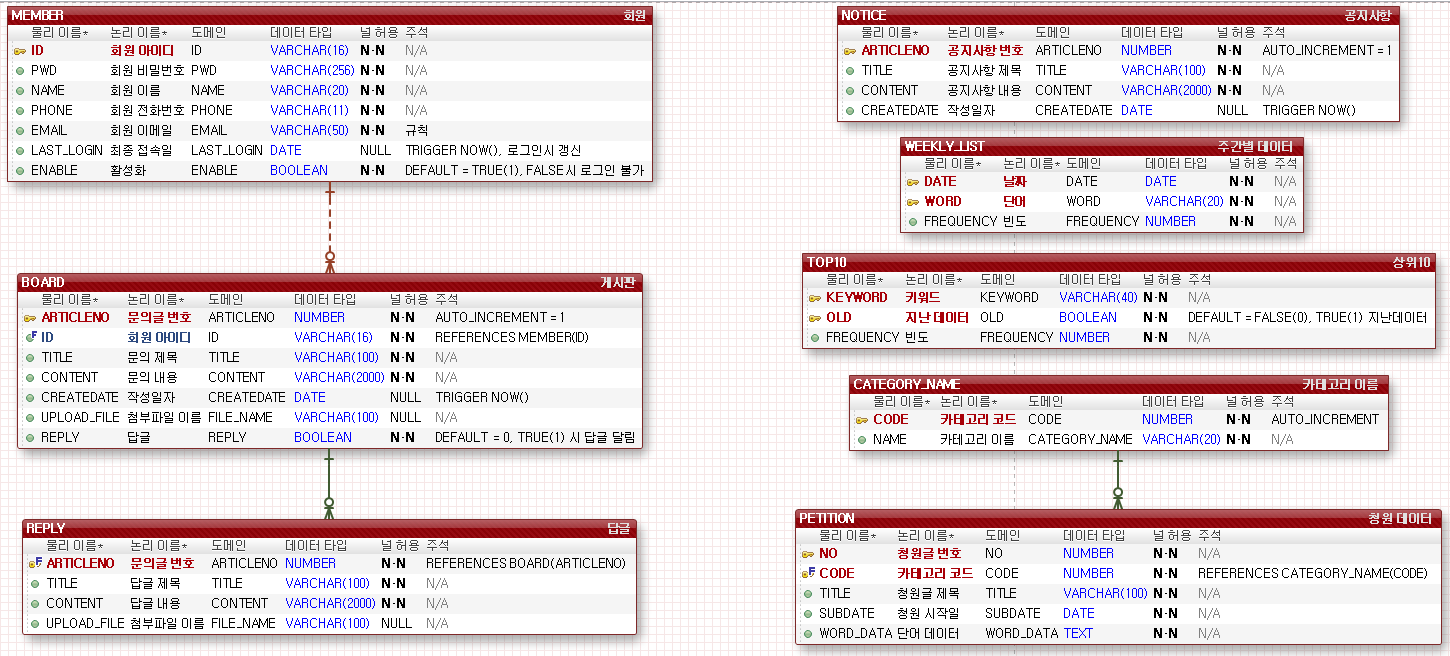 MEMBER 회원
물리 이름* 논리 이름* 도메인 데이터 타입 널 허용 주석
ID 회원 아이디 ID VARCHAR(16) N-N N/A
PWD 회원 비밀번호 PWD VARCHAR(256) N-N N/A
NAME 회원 이름 NAME VARCHAR(20) N-N N/A
PHONE 회원 전화번호 PHONE VARCHAR(11) N-N N/A
EMAIL 회원 이메일 EMAIL VARCHAR(50) N-N 규칙
LAST_LOGIN 최종 접속일 LAST_LOGIN DATE NULL TRIGGER NOW(), 로그인시 갱신
ENABLE 활성화 ENABLE BOOLEAN N-N DEFAULT = TRUE(1), FALSE시 로그인 불가
BOARD 게시판
물리 이름* 논리 이름* 도메인 데이터 타입 널 허용 주석
ARTICLENO 문의글 번호 ARTICLENO NUMBER N-N AUTO_INCREMENT = 1
ID 회원 아이디 ID VARCHAR(16) N-N REFERENCES MEMBER(ID)
TITLE 문의 제목 TITLE VARCHAR(100) N-N N/A
CONTENT 문의 내용 CONTENT VARCHAR(2000) N-N N/A
CREATEDATE 작성일자 CREATEDATE DATE NULL TRIGGER NOW()
UPLOAD_FILE 첨부파일 이름 FILE_NAME VARCHAR(100) NULL N/A
REPLY 답글 REPLY BOOLEAN N-N DEFAULT = 0, TRUE(1) 시 답글 달림
REPLY 답글
물리 이름* 논리 이름* 도메인 데이터 타입 널 허용 주석
ARTICLENO 문의글 번호 ARTICLENO NUMBER N-N REFERENCES BOARD(ARTICLENO)
TITLE 답글 제목 TITLE VARCHAR(100) N-N N/A
CONTENT 답글 내용 CONTENT VARCHAR(2000) N-N N/A
UPLOAD_FILE 첨부파일 이름 FILE_NAME VARCHAR(100) NULL N/A
NOTICE 공지사항
물리 이름* 논리 이름* 도메인 데이터 타입 널 허용 주석
ARTICLENO 공지사항 번호 ARTICLENO NUMBER N-N AUTO_INCREMENT = 1
TITLE 공지사항 제목 TITLE VARCHAR(100) N-N N/A
CONTENT 공지사항 내용 CONTENT VARCHAR(2000) N-N N/A
CREATEDATE 작성일자 CREATEDATE DATE NULL TRIGGER NOW()
WEEKLY_LIST 주간별 데이터
물리 이름* 논리 이름* 도메인 데이터 타입 널 허용 주석
DATE 날짜 DATE DATE N-N N/A
WORD 단어 WORD VARCHAR(20) N-N N/A
FREQUENCY 빈도 FREQUENCY NUMBER N-N N/A
TOP10 상위10
물리 이름* 논리 이름* 도메인 데이터 타입 널 허용 주석
KEYWORD 키워드 KEYWORD VARCHAR(40) N-N N/A
OLD 지난 데이터 OLD BOOLEAN N-N DEFAULT = FALSE(0), TRUE(1) 지난데이터
FREQUENCY 빈도 FREQUENCY NUMBER N-N N/A
CATEGORY_NAME 카테고리 이름
물리 이름* 논리 이름* 도메인 데이터 타입 널 허용 주석
CODE 카테고리 코드 CODE NUMBER N-N AUTO_INCREMENT
NAME 카테고리 이름 CATEGORY_NAME VARCHAR(20) N-N N/A
PETITION 청원 데이터
물리 이름* 논리 이름* 도메인 데이터 타입 널 허용 주석
NO 청원글 번호 NO NUMBER N-N N/A
CODE 카테고리 코드 CODE NUMBER N-N REFERENCES CATEGORY_NAME(CODE)
TITLE 청원글 제목 TITLE VARCHAR(100) N-N N/A
SUBDATE 청원 시작일 SUBDATE DATE N-N N/A
WORD_DATA 단어 데이터 WORD_DATA TEXT N-N N/A